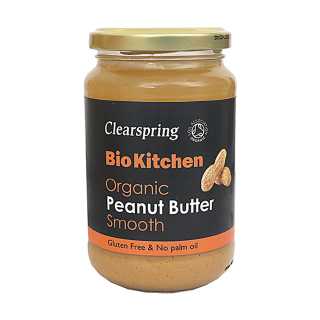 Clearspring
Bio Kitchen
Organic
Peanut Butter
Smooth
Gluten Free & No palm oil